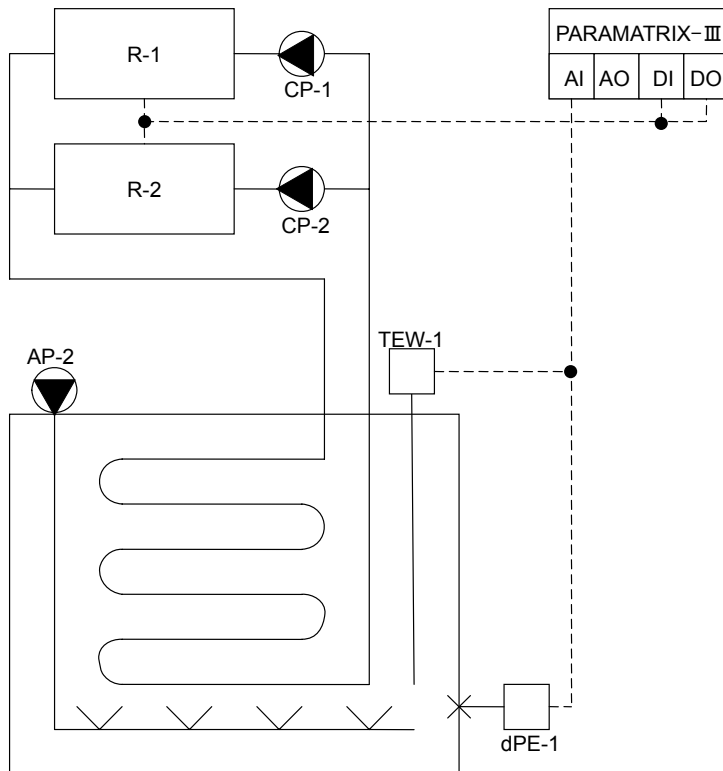 PARAMATRIX-Ⅲ
AI AO DI DO
R-1
CP-1
R-2
CP-2
TEW-1
AP-2
dPE-1